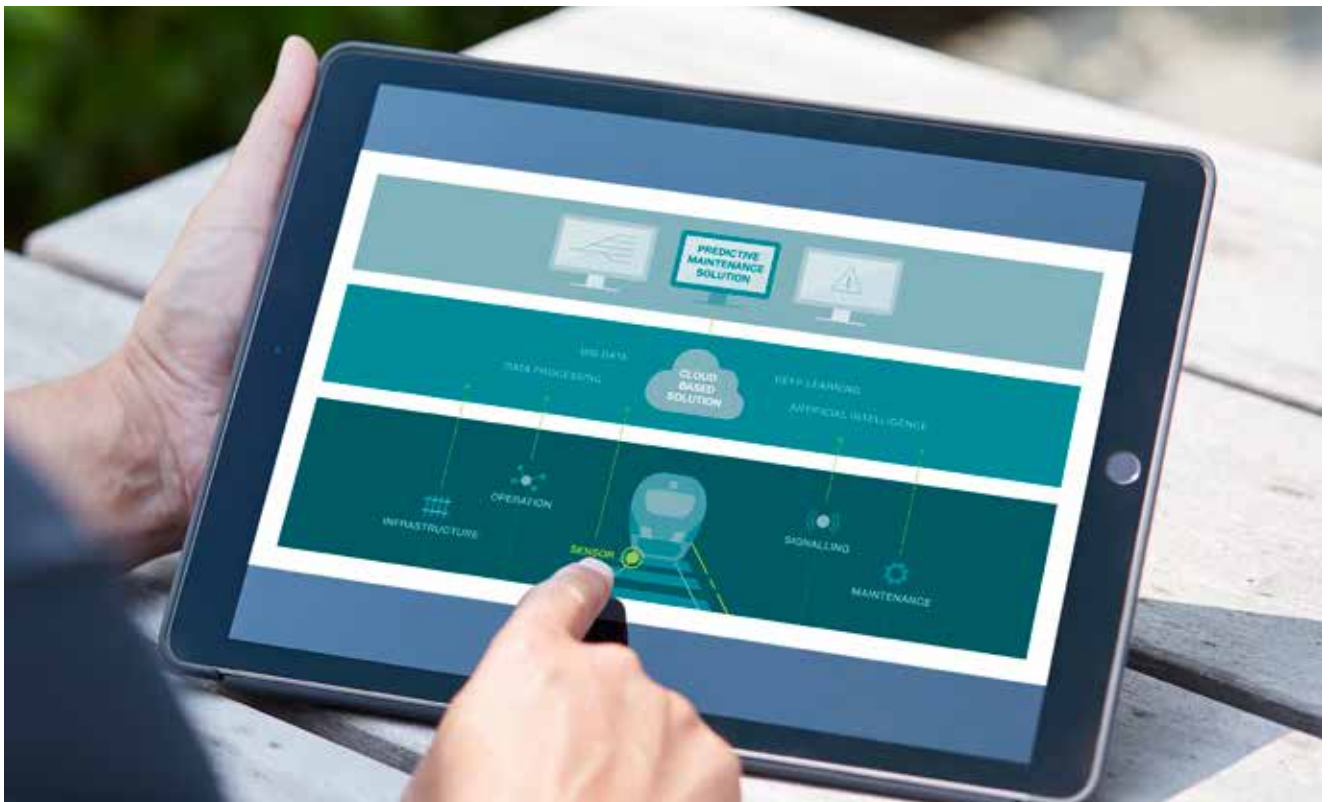 PREDICTIVE
MAINTENANCE
SOLUTION
BIG DATA
DATA PROCESSING
CLOUD
BASED
SOLUTION
DEEP LEARNING
ARTIFICIAL INTELLIGENCE
INFRASTRUCTURE
OPERATION
SENSOR
SIGNALLING
MAINTENANCE